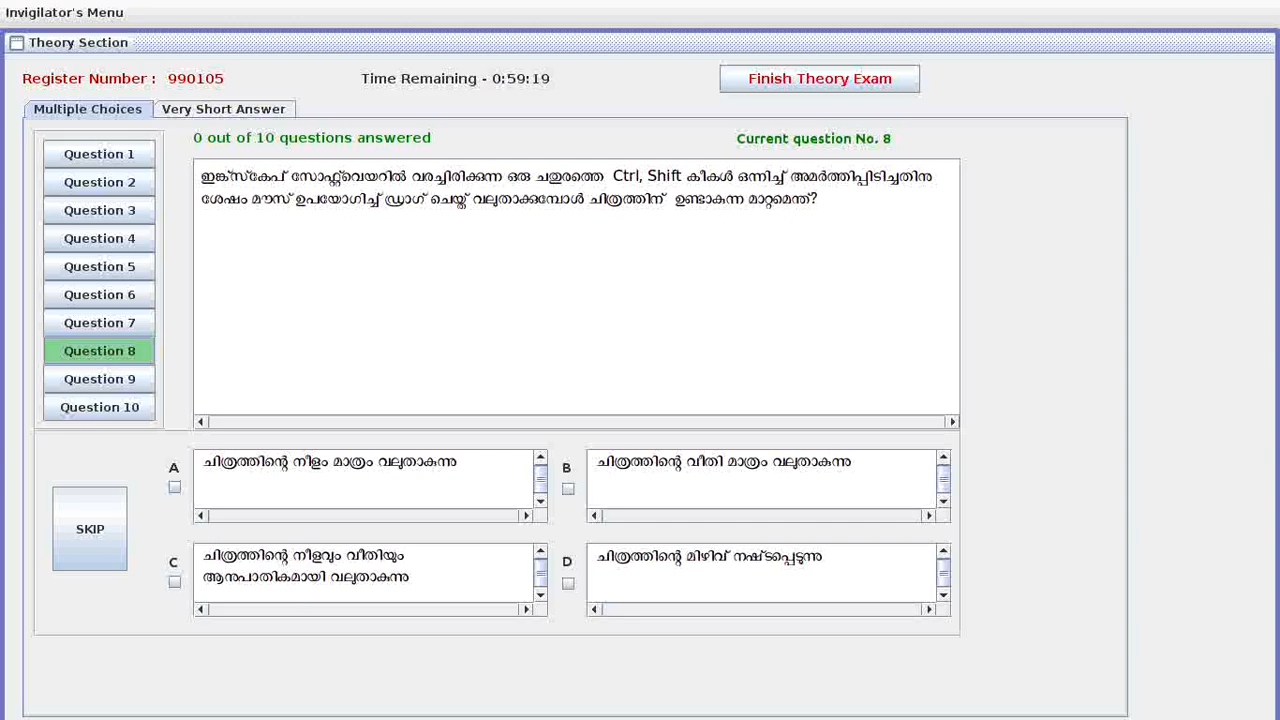 Invigilator's Menu
Theory Section
Register Number : 990105
Time Remaining - 0:59:19
Finish Theory Exam
Multiple Choices
Very Short Answer
0 out of 10 questions answered
Current question No. 8
Question 1
Question 2
Question 3
Question 4
Question 5
Question 6
Question 7
Question 8
Question 9
Question 10
ഇങ്ക്സ്കേപ് സോഫ്റ്റ്‌വെയറിൽ വരച്ചിരിക്കുന്ന ഒരു ചതുരത്തെ Ctrl, Shift കീകൾ ഒന്നിച്ച് അമർത്തിപ്പിടിച്ചതിനു
ശേഷം മൗസ് ഉപയോഗിച്ച് ഡ്രാഗ് ചെയ്ത് വലുതാക്കുമ്പോൾ ചിത്രത്തിന് ഉണ്ടാകുന്ന മാറ്റമെന്ത്?
SKIP
A
ചിത്രത്തിന്റെ നീളം മാത്രം വലുതാകുന്നു
B
ചിത്രത്തിന്റെ വീതി മാത്രം വലുതാകുന്നു
C
ചിത്രത്തിന്റെ നീളവും വീതിയും
ആനുപാതികമായി വലുതാകുന്നു
D
ചിത്രത്തിന്റെ മിഴിവ് നഷ്ടപ്പെടുന്നു